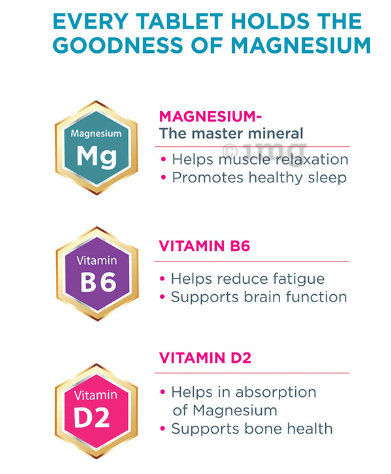 EVERY TABLET HOLDS THE
GOODNESS OF MAGNESIUM
Magnesium
Mg
MAGNESIUM-
The master mineral
• Helps muscle relaxation
• Promotes healthy sleep
© 1mg
Vitamin
B6
VITAMIN B6
• Helps reduce fatigue
• Supports brain function
Vitamin
D2
VITAMIN D2
• Helps in absorption
of Magnesium
• Supports bone health